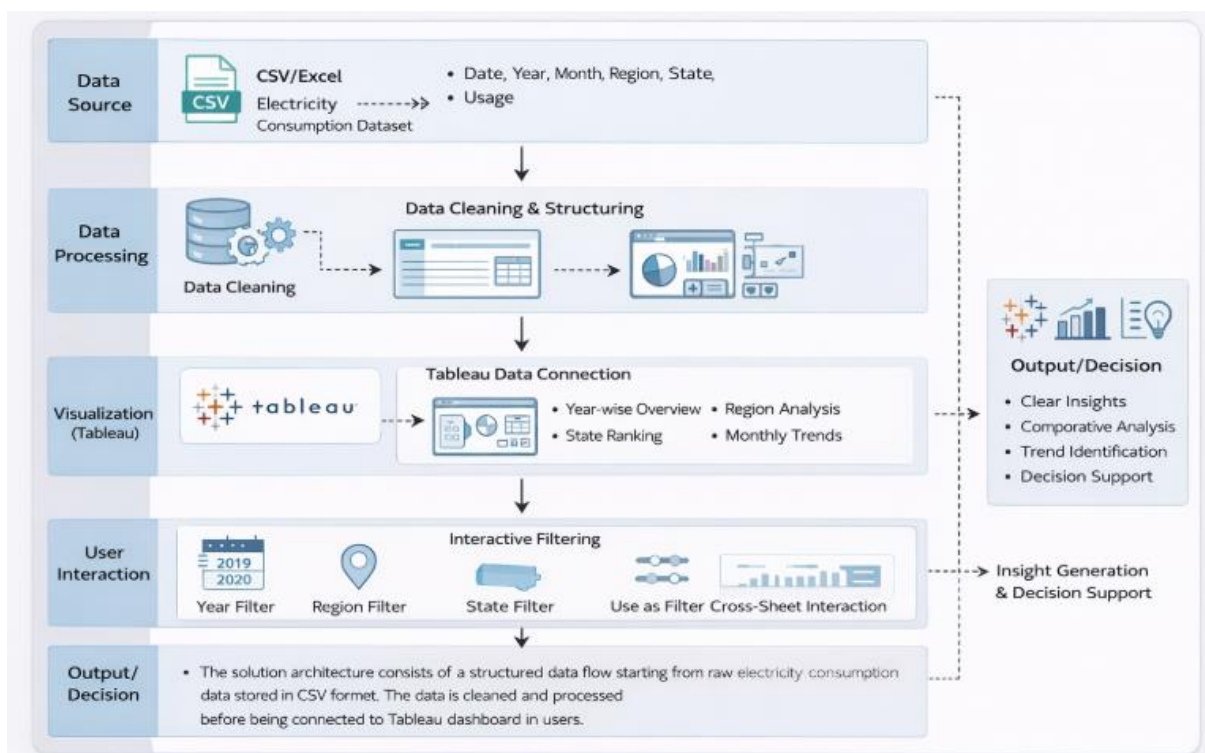 Data
Source
CSV
CSV/Excel
Electricity
Consumption Dataset
• Date, Year, Month, Region, State,
• Usage
Data
Processing
Data Cleaning
Data Cleaning & Structuring
Visualization
(Tableau)
tableau
Tableau Data Connection
• Year-wise Overview
• State Ranking
• Region Analysis
• Monthly Trends
User
Interaction
Interactive Filtering
2019
2020
Year Filter
Region Filter
State Filter
Use as Filter
Cross-Sheet Interaction
Output/
Decision
• The solution architecture consists of a structured data flow starting from raw electricity consumption
data stored in CSV formet. The data is cleaned and processed
before being connected to Tableau dashboard in users.
Output/Decision
• Clear Insights
• Comparative Analysis
• Trend Identification
• Decision Support
Insight Generation
& Decision Support